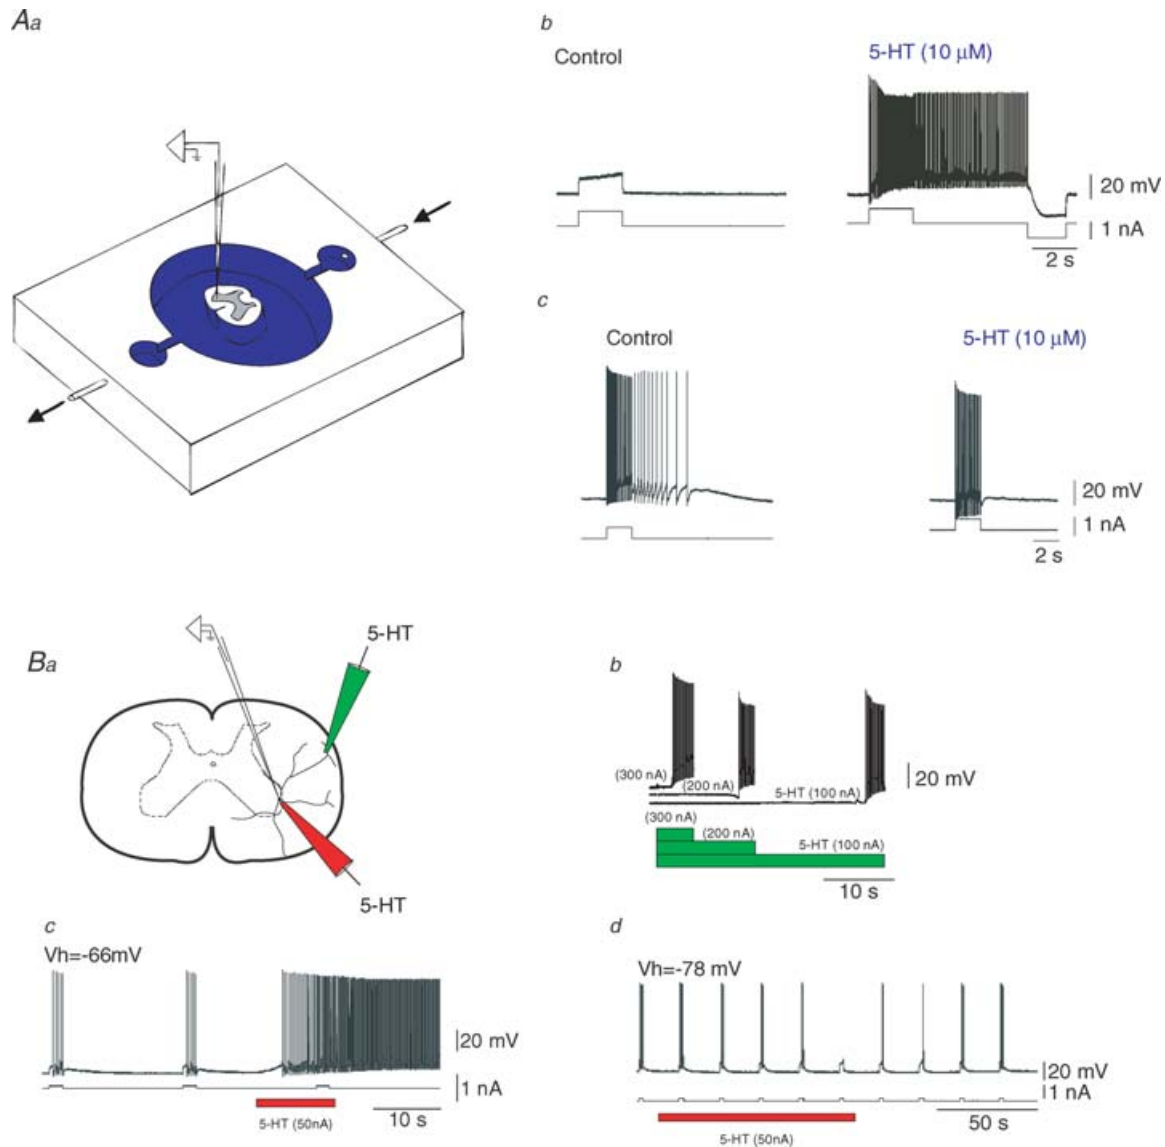 Aa
b
Control
5-HT (10 µM)
20 mV
1 nA
2 s
c
Control
5-HT (10 µM)
20 mV
1 nA
2 s
Ba
5-HT
5-HT
b
(300 nA)
(200 nA)
5-HT (100 nA)
20 mV
(300 nA)
(200 nA)
5-HT (100 nA)
10 s
c
Vh=-66mV
20 mV
1 nA
5-HT (50nA)
10 s
d
Vh=-78 mV
20 mV
1 nA
5-HT (50nA)
50 s